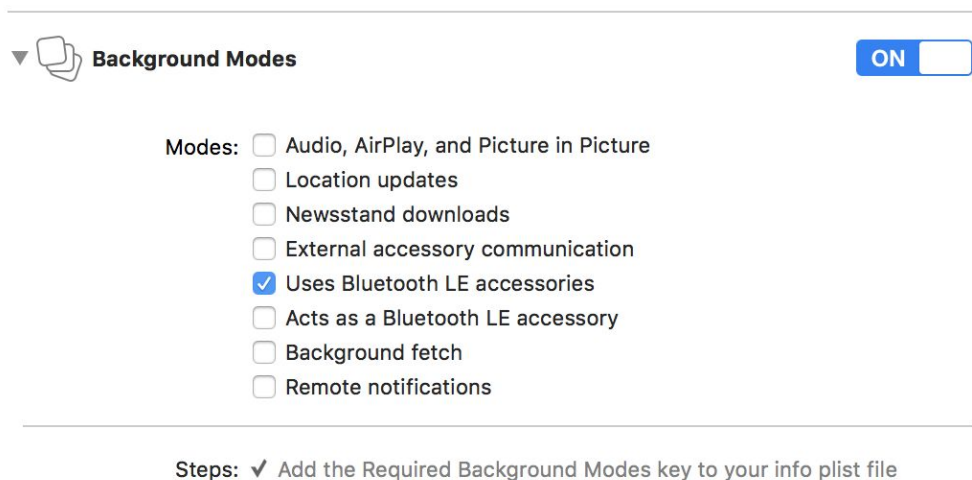 Background Modes ON
Modes: Audio, AirPlay, and Picture in Picture
Location updates
Newsstand downloads
External accessory communication
Uses Bluetooth LE accessories
Acts as a Bluetooth LE accessory
Background fetch
Remote notifications
Steps: ✓ Add the Required Background Modes key to your info plist file